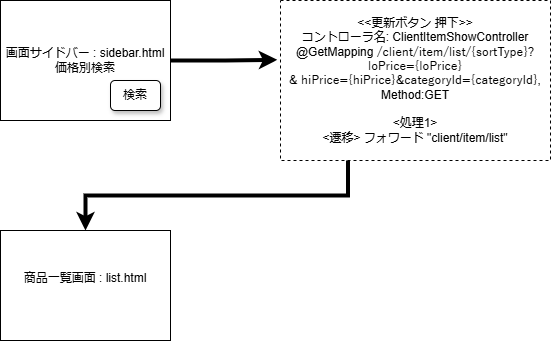 画面サイドバー : sidebar.html
価格別検索
検索
<<更新ボタン 押下>>
コントローラ名: ClientItemShowController
@GetMapping /client/item/list/{sortType}?
loPrice={loPrice}
& hiPrice={hiPrice}&categoryId={categoryId},
Method:GET
<処理1>
<遷移> フォワード "client/item/list"
商品一覧画面 : list.html